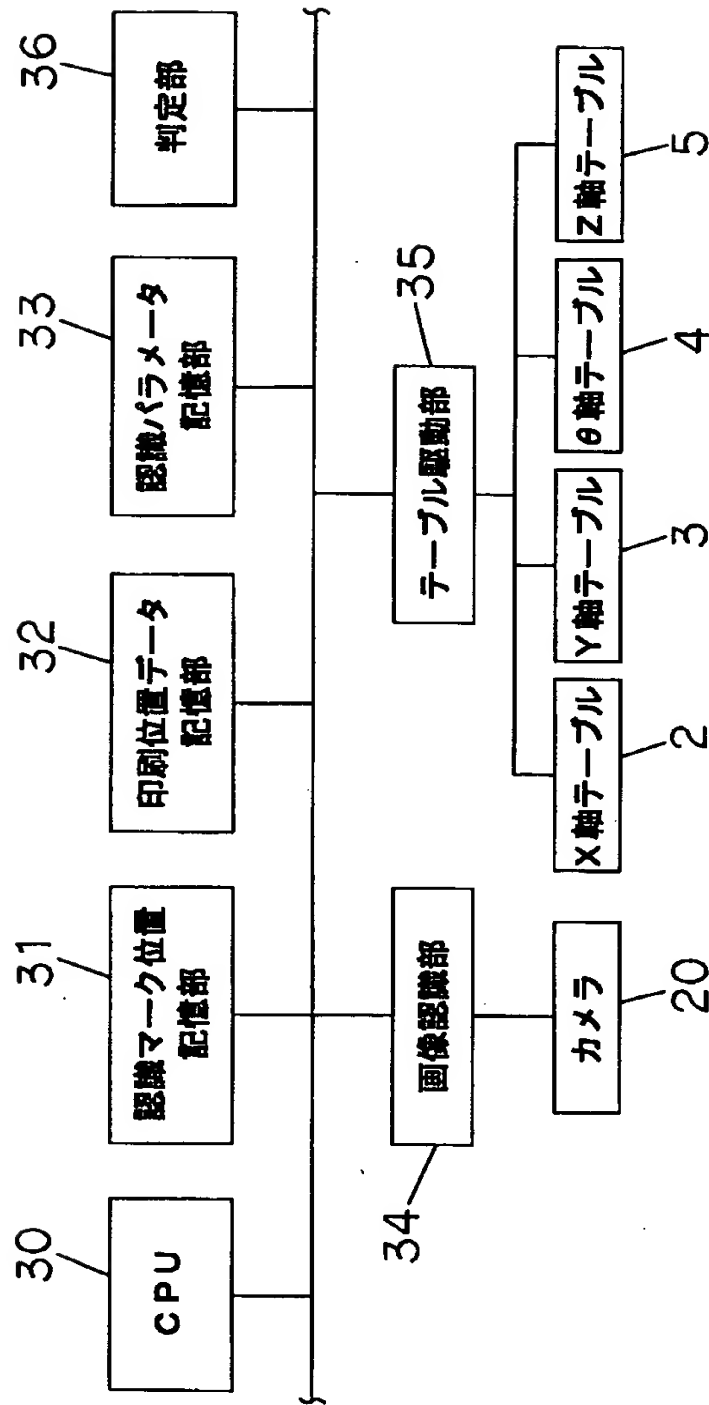 30
CPU
31
認識マーク位置
記憶部
32
印刷位置データ
記憶部
33
認識パラメータ
記憶部
36
判定部
34
画像認識部
35
テーブル駆動部
カメラ
20
X軸テーブル
2
Y軸テーブル
3
θ軸テーブル
4
Z軸テーブル
5